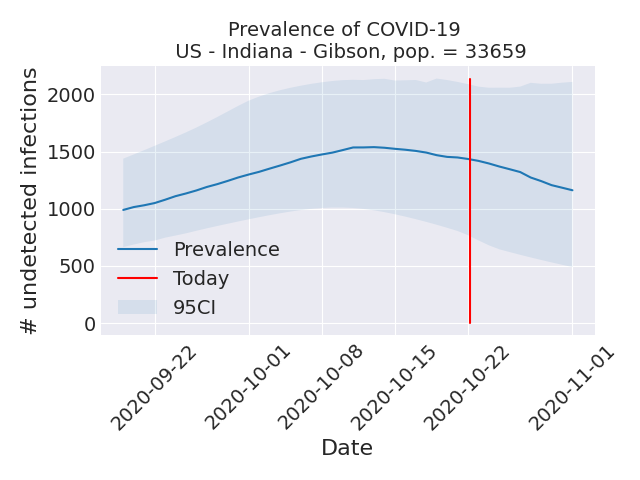 Prevalence of COVID-19
US - Indiana - Gibson, pop. = 33659
# undetected infections
2000
1500
1000
500
0
Prevalence
Today
95CI
2020-09-22
2020-10-01
2020-10-08
2020-10-15
2020-10-22
2020-11-01
Date